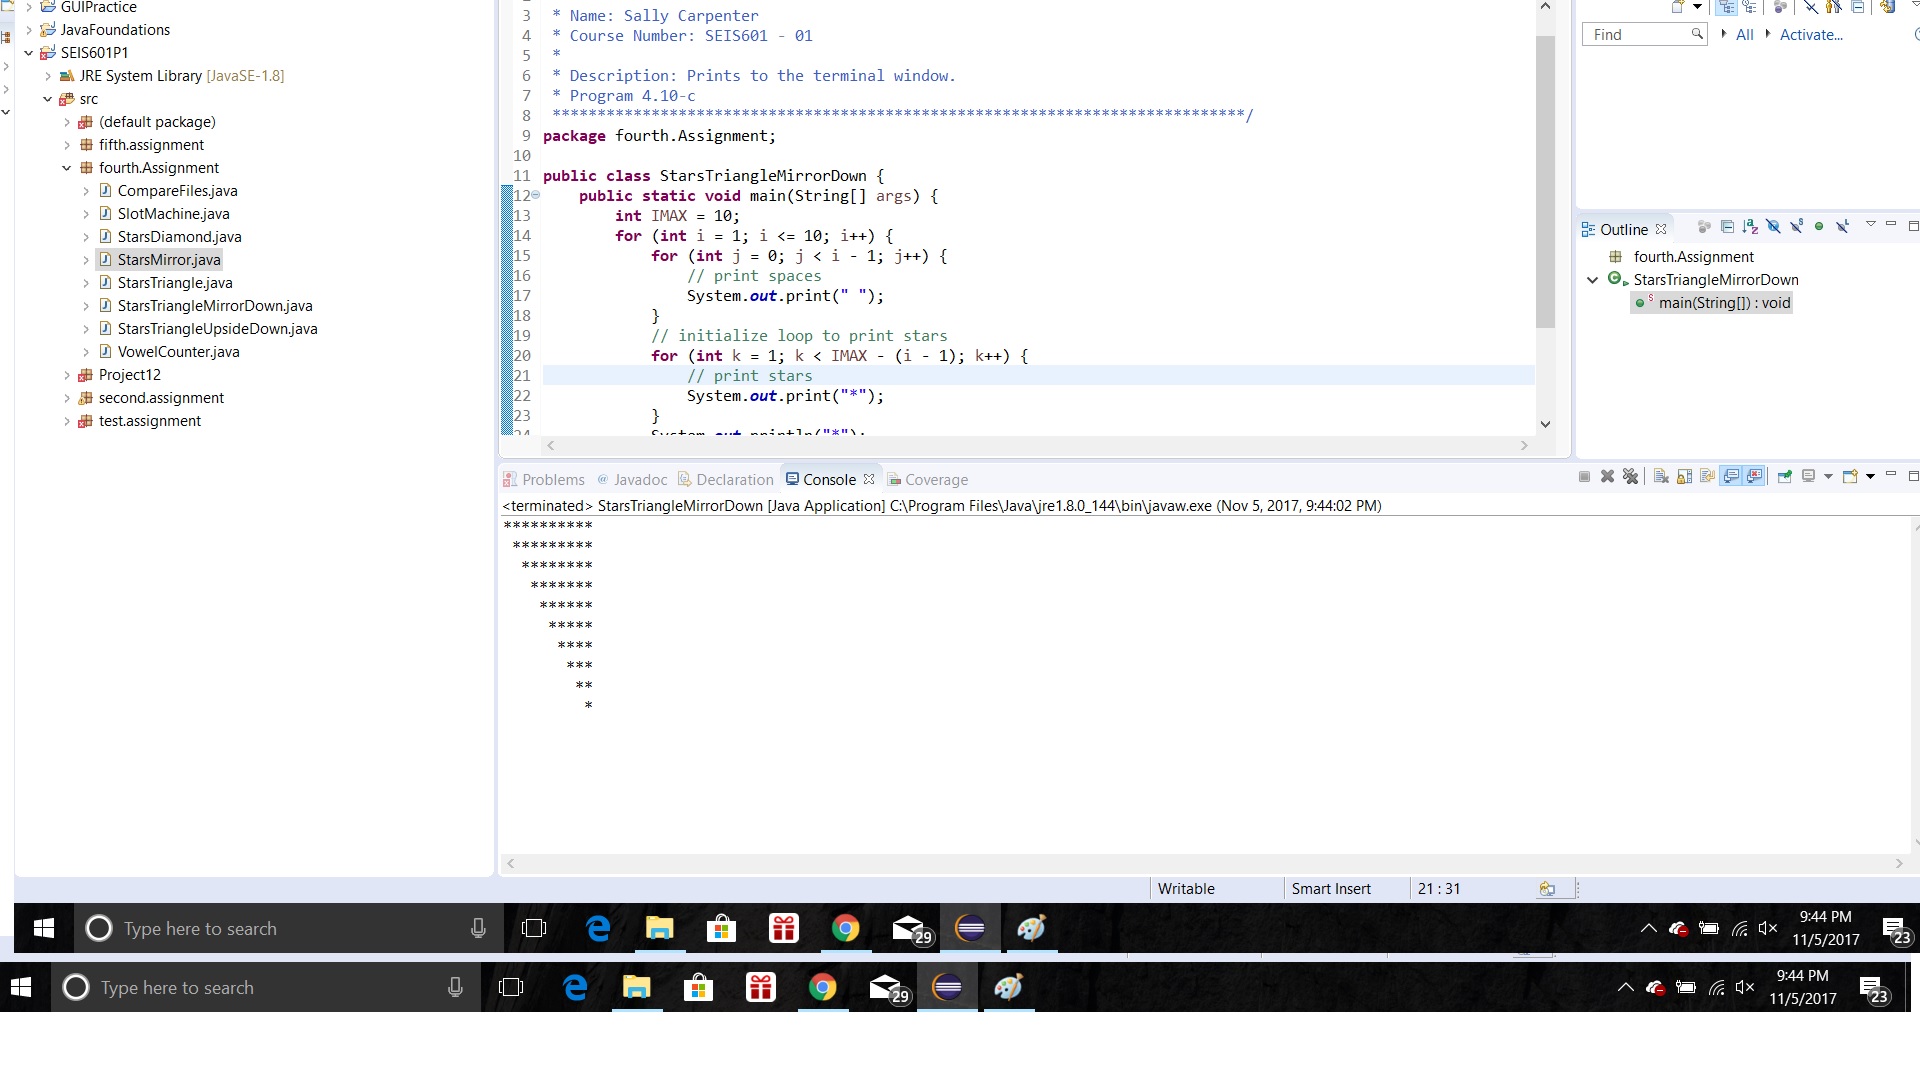 GUIPractice
JavaFoundations
SEIS601P1
JRE System Library [JavaSE-1.8]
src
(default package)
fifth.assignment
fourth.Assignment
CompareFiles.java
SlotMachine.java
StarsDiamond.java
StarsMirror.java
StarsTriangle.java
StarsTriangleMirrorDown.java
StarsTriangleUpsideDown.java
VowelCounter.java
Project12
second.assignment
test.assignment
3 * Name: Sally Carpenter
4 * Course Number: SEIS601 - 01
5 *
6 * Description: Prints to the terminal window.
7 * Program 4.10-c
8 *****************************************************************************/
9 package fourth.Assignment;
10
11 public class StarsTriangleMirrorDown {
12 public static void main(String[] args) {
13 int IMAX = 10;
14 for (int i = 1; i <= 10; i++) {
15 for (int j = 0; j < i - 1; j++) {
16 // print spaces
17 System.out.print(" ");
18 }
19 // initialize loop to print stars
20 for (int k = 1; k < IMAX - (i - 1); k++) {
21 // print stars
22 System.out.print("*");
23 }
24 System.out.println("*");
Find
All
Activate...
Outline
fourth.Assignment
StarsTriangleMirrorDown
main(String[]) : void
Problems @ Javadoc Declaration Console Coverage
<terminated> StarsTriangleMirrorDown [Java Application] C:\Program Files\Java\jre1.8.0_144\bin\javaw.exe (Nov 5, 2017, 9:44:02 PM)
**********
 *********
  ********
   *******
    ******
     *****
      ****
       ***
        **
         *
Writable
Smart Insert
21 : 31
Type here to search
29
9:44 PM
11/5/2017
23
Type here to search
29
9:44 PM
11/5/2017
23